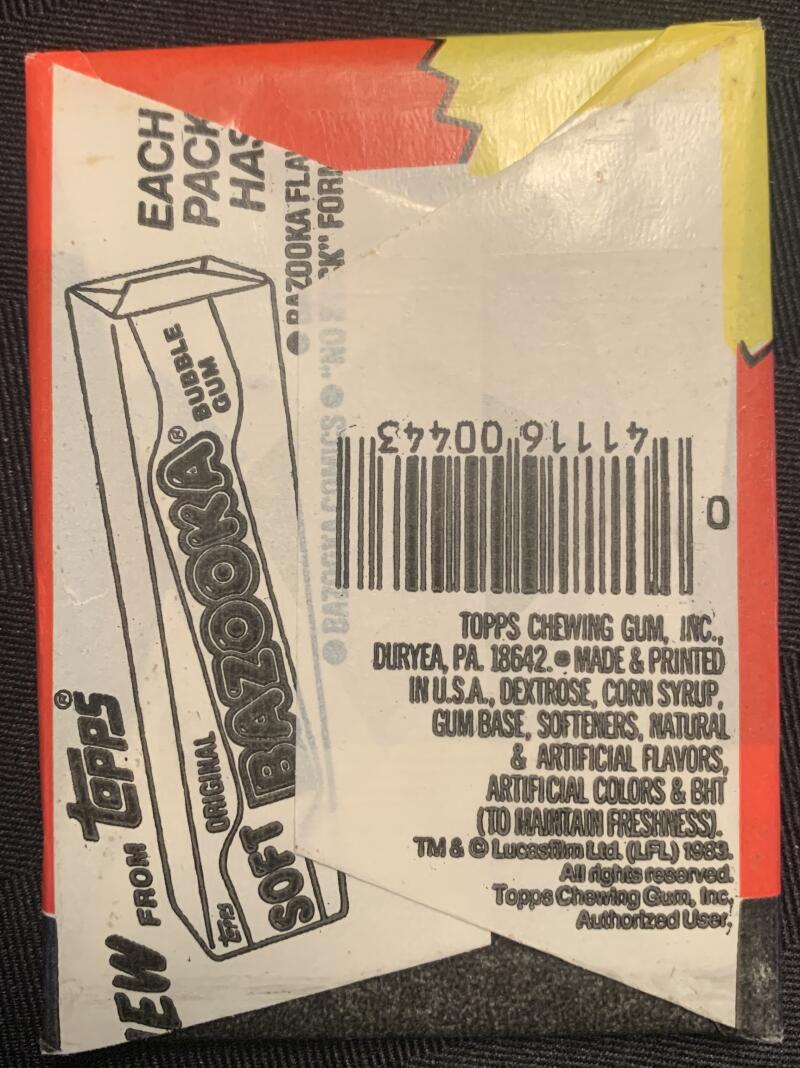 EACH
PACK
HAS
BAZOOKA FLA
K" FOR
● BAZOOKA COMICS ● "NO
ORIGINAL
SOFT BAZOOKA® BUBBLE
GUM
topps
NEW FROM topps®
0 41116 00443
TOPPS CHEWING GUM, INC.,
DURYEA, PA. 18642. ● MADE & PRINTED
IN U.S.A., DEXTROSE, CORN SYRUP,
GUM BASE, SOFTENERS, NATURAL
& ARTIFICIAL FLAVORS,
ARTIFICIAL COLORS & BHT
(TO MAINTAIN FRESHNESS).
TM & © Lucasfilm Ltd. (LFL) 1983.
All rights reserved.
Topps Chewing Gum, Inc,
Authorized User,